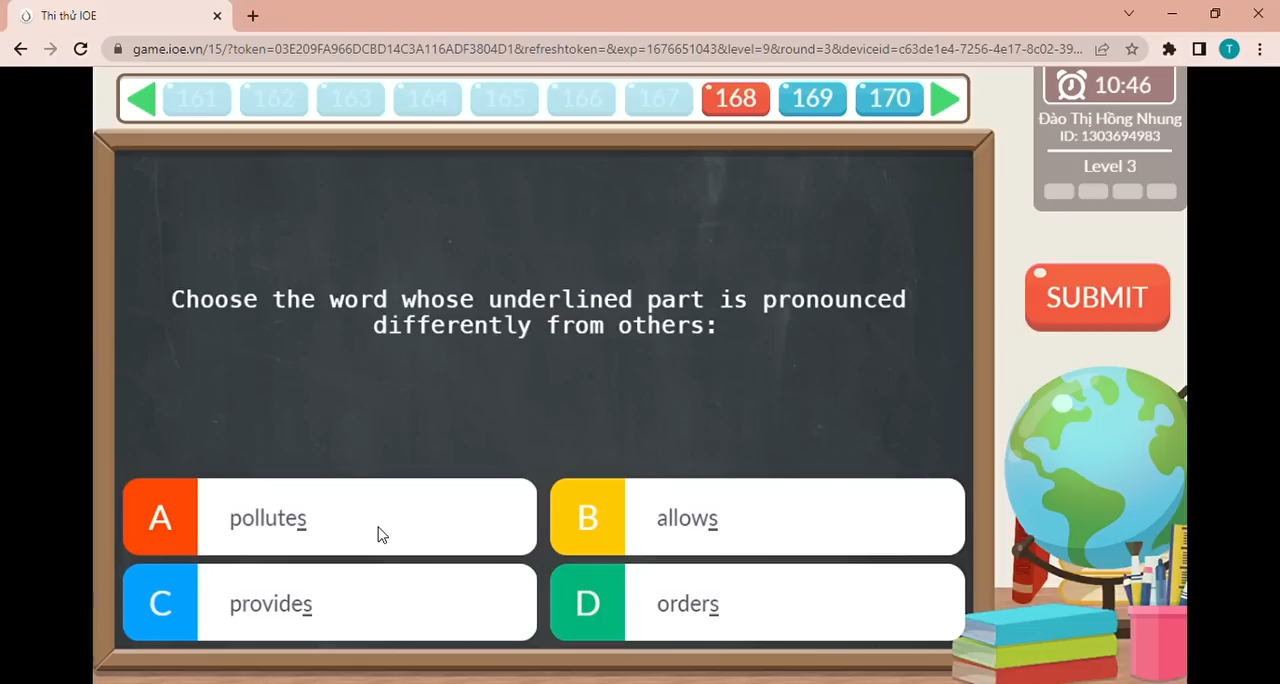 Thi thử IOE
game.ioe.vn/15/?token=03E209FA966DCBD14C3A116ADF3804D1&refreshtoken=&exp=1676651043&level=9&round=3&deviceid=c63de1e4-7256-4e17-8c02-39...
T
161 162 163 164 165 166 167 168 169 170
10:46
Đào Thị Hồng Nhung
ID: 1303694983
Level 3
SUBMIT
Choose the word whose underlined part is pronounced
differently from others:
A pollutes
B allows
C provides
D orders